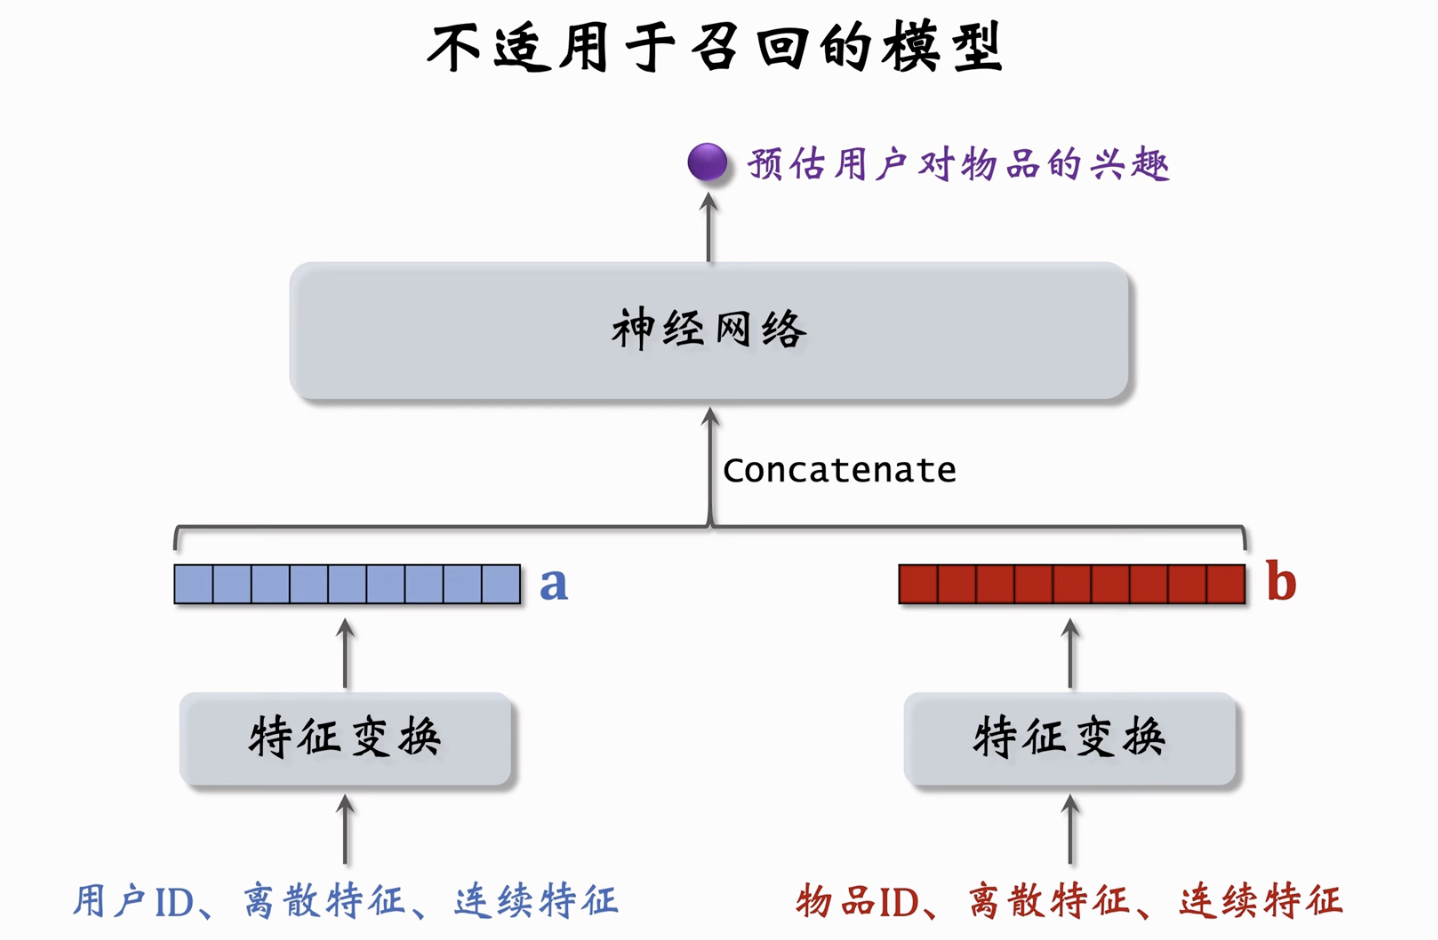 不适用于召回的模型
预估用户对物品的兴趣
神经网络
Concatenate
a
b
特征变换
特征变换
用户ID、离散特征、连续特征
物品ID、离散特征、连续特征